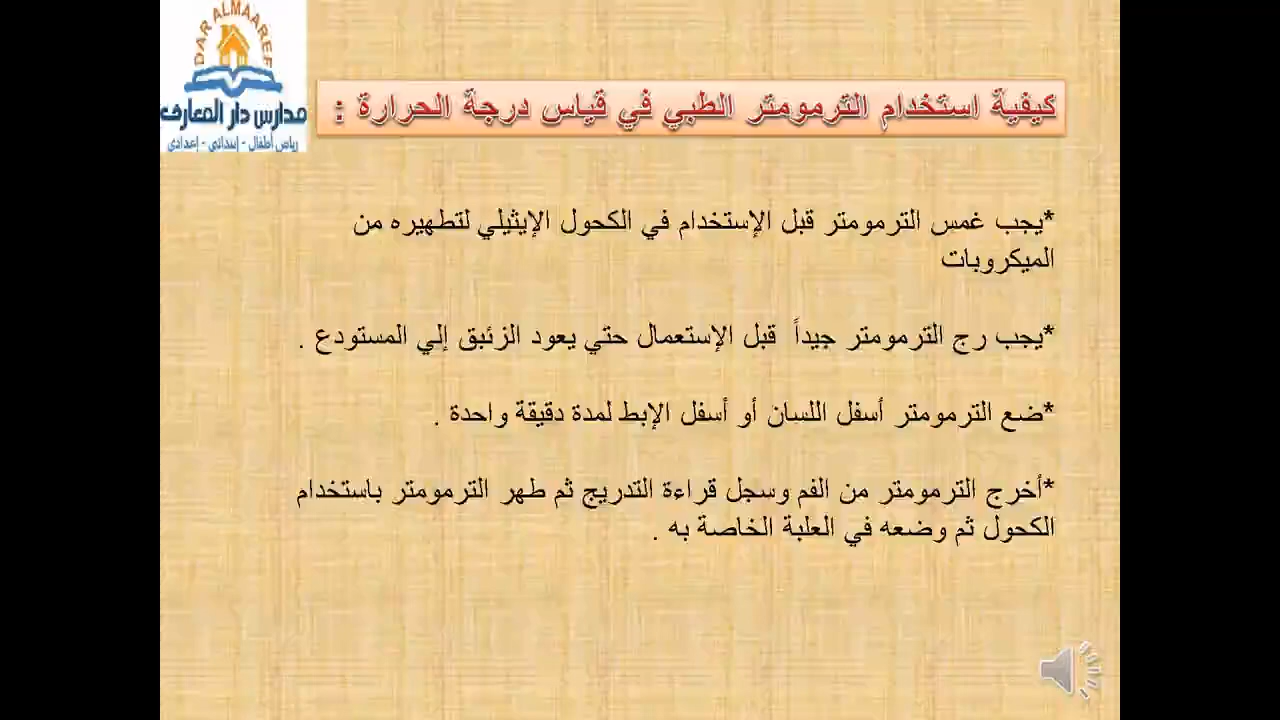 DAR ALMAAREF
مدارس دار المعارف
رياض أطفال - إبتدائي - إعدادي
كيفية استخدام الترمومتر الطبي في قياس درجة الحرارة :
*يجب غمس الترمومتر قبل الإستخدام في الكحول الإيثيلي لتطهيره من
الميكروبات
*يجب رج الترمومتر جيداً قبل الإستعمال حتي يعود الزئبق إلي المستودع .
*ضع الترمومتر أسفل اللسان أو أسفل الإبط لمدة دقيقة واحدة .
*أخرج الترمومتر من الفم وسجل قراءة التدريج ثم طهر الترمومتر باستخدام
الكحول ثم وضعه في العلبة الخاصة به .